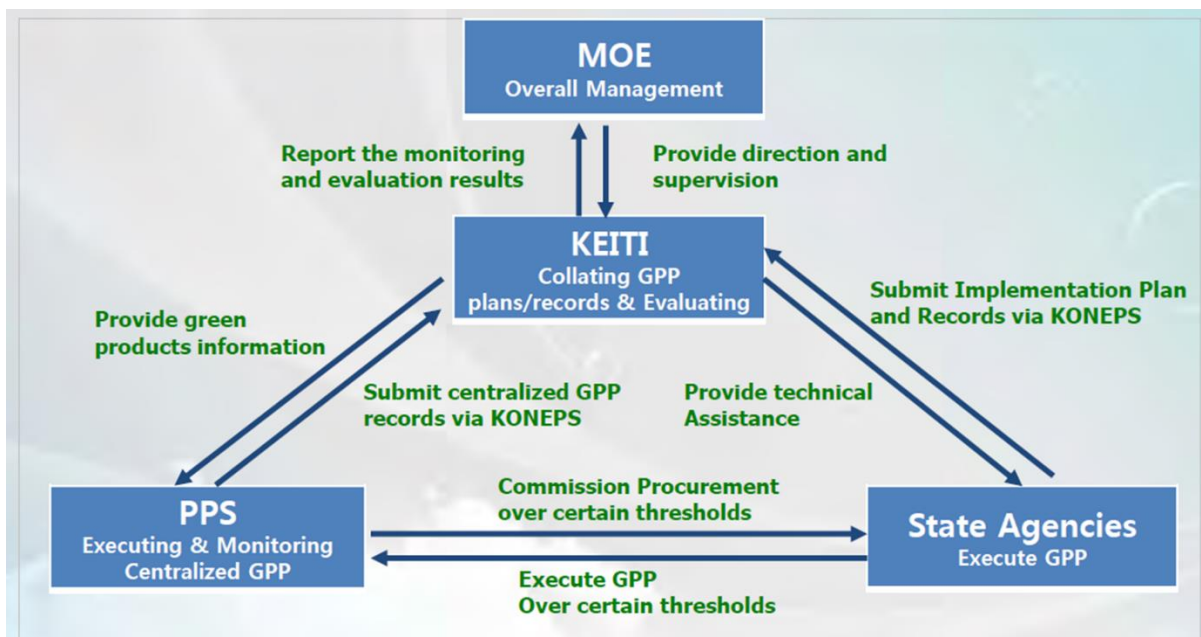 MOE
Overall Management
Report the monitoring
and evaluation results
Provide direction and
supervision
KEITI
Collating GPP
plans/records & Evaluating
Submit Implementation Plan
and Records via KONEPS
Provide green
products information
Submit centralized GPP
records via KONEPS
Provide technical
Assistance
PPS
Executing & Monitoring
Centralized GPP
Commission Procurement
over certain thresholds
State Agencies
Execute GPP
Execute GPP
Over certain thresholds